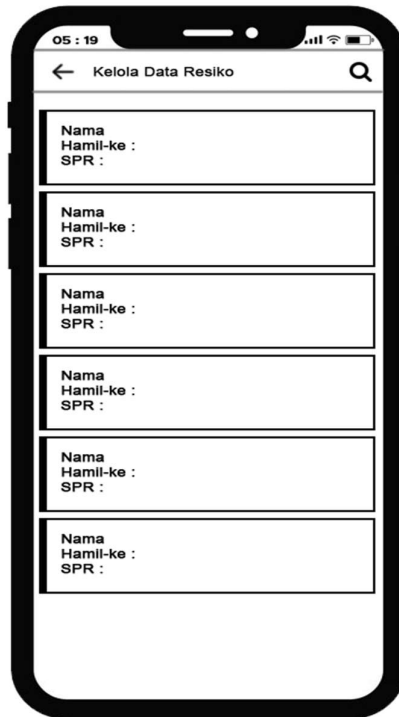 05 : 19
Kelola Data Resiko
Nama
Hamil-ke :
SPR :
Nama
Hamil-ke :
SPR :
Nama
Hamil-ke :
SPR :
Nama
Hamil-ke :
SPR :
Nama
Hamil-ke :
SPR :
Nama
Hamil-ke :
SPR :